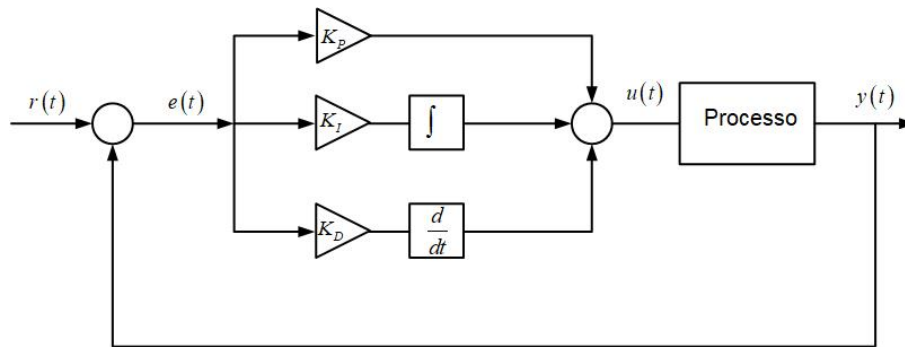 K_P
r(t)
e(t)
K_I
∫
u(t)
Processo
y(t)
K_D
d/dt